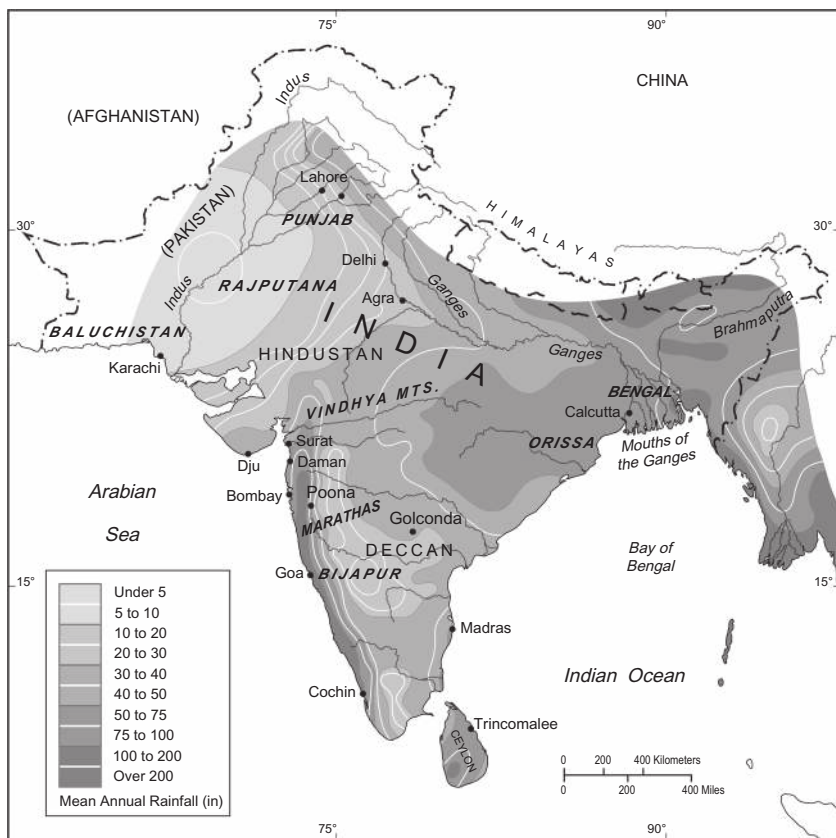 75°
90°
Indus
CHINA
(AFGHANISTAN)
Lahore
(PAKISTAN)
PUNJAB
30°
HIMALAYAS
30°
Delhi
Indus
RAJPUTANA
Ganges
Agra
Brahmaputra
BALUCHISTAN
INDIA
HINDUSTAN
Ganges
Karachi
VINDHYA MTS.
BENGAL
Calcutta
Surat
ORISSA
Mouths of
the Ganges
Dju
Daman
Arabian
Sea
Bombay
Poona
MARATHAS
Golconda
DECCAN
Bay of
Bengal
Goa
BIJAPUR
15°
15°
Madras
Indian Ocean
Cochin
Trincomalee
CEYLON
Under 5
5 to 10
10 to 20
20 to 30
30 to 40
40 to 50
50 to 75
75 to 100
100 to 200
Over 200
Mean Annual Rainfall (in)
0 200 400 Kilometers
0 200 400 Miles
75°
90°